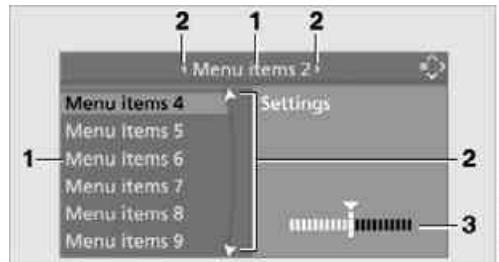 2 1 2
Menu items 2
Menu items 4 Settings
Menu items 5
1 Menu items 6 2
Menu items 7
Menu items 8 3
Menu items 9